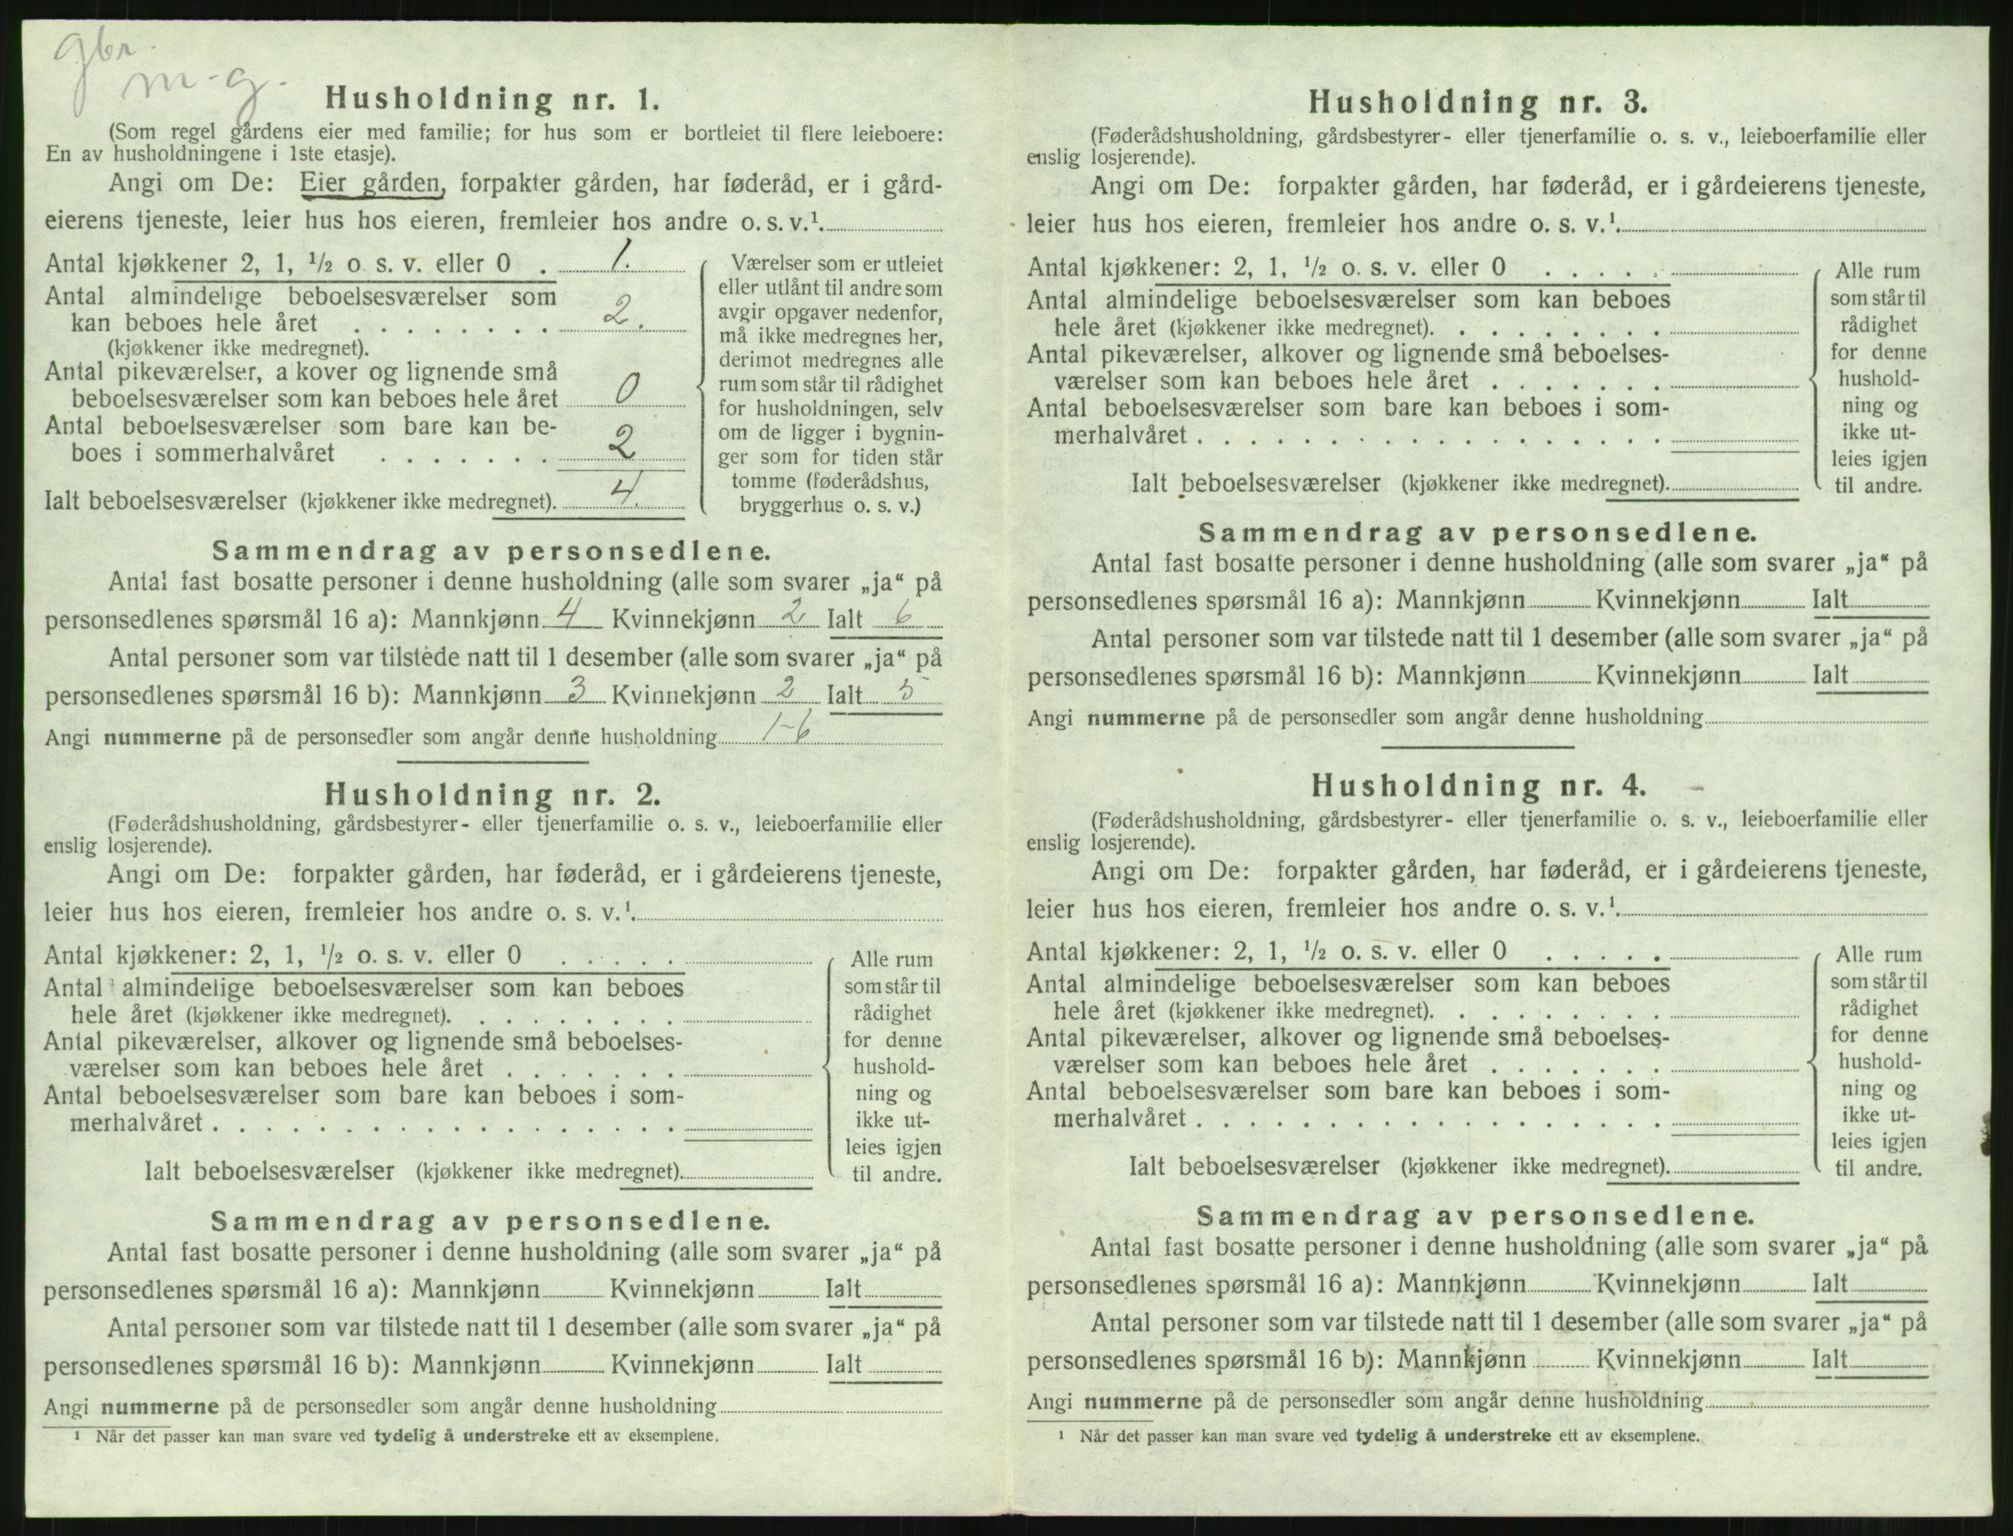 gbr.
m-g.
Husholdning nr. 1.
(Som regel gårdens eier med familie; for hus som er bortleiet til flere leieboere:
En av husholdningene i 1ste etasje).
Angi om De: Eier gården, forpakter gården, har føderåd, er i gård-
eierens tjeneste, leier hus hos eieren, fremleier hos andre o. s. v.¹.
Antal kjøkkener 2, 1, ½ o s. v. eller 0 . 1.
Antal almindelige beboelsesværelser som
kan beboes hele året . . . . . . . . 2.
(kjøkkener ikke medregnet).
Antal pikeværelser, a kover og lignende små
beboelsesværelser som kan beboes hele året 0
Antal beboelsesværelser som bare kan be-
boes i sommerhalvåret . . . . . . . 2
Ialt beboelsesværelser (kjøkkener ikke medregnet). 4.
Værelser som er utleiet
eller utlånt til andre som
avgir opgaver nedenfor,
må ikke medregnes her,
derimot medregnes alle
rum som står til rådighet
for husholdningen, selv
om de ligger i bygnin-
ger som for tiden står
tomme (føderådshus,
bryggerhus o. s. v.)
Sammendrag av personsedlene.
Antal fast bosatte personer i denne husholdning (alle som svarer „ja“ på
personsedlenes spørsmål 16 a): Mannkjønn 4 Kvinnekjønn 2 Ialt 6
Antal personer som var tilstede natt til 1 desember (alle som svarer „ja“ på
personsedlenes spørsmål 16 b): Mannkjønn 3 Kvinnekjønn 2 Ialt 5
Angi nummerne på de personsedler som angår denne husholdning 1-6
Husholdning nr. 2.
(Føderådshusholdning, gårdsbestyrer- eller tjenerfamilie o. s. v., leieboerfamilie eller
enslig losjerende).
Angi om De: forpakter gården, har føderåd, er i gårdeierens tjeneste,
leier hus hos eieren, fremleier hos andre o. s. v.¹.
Antal kjøkkener: 2, 1, ½ o. s. v. eller 0 . . . . .
Antal almindelige beboelsesværelser som kan beboes
hele året (kjøkkener ikke medregnet). . . . . . . . .
Antal pikeværelser, alkover og lignende små beboelses-
værelser som kan beboes hele året . . . . . . .
Antal beboelsesværelser som bare kan beboes i som-
merhalvåret . . . . . . . . . . . . . . . . . .
Ialt beboelsesværelser (kjøkkener ikke medregnet).
Alle rum
som står til
rådighet
for denne
hushold-
ning og
ikke ut-
leies igjen
til andre.
Sammendrag av personsedlene.
Antal fast bosatte personer i denne husholdning (alle som svarer „ja“ på
personsedlenes spørsmål 16 a): Mannkjønn Kvinnekjønn Ialt
Antal personer som var tilstede natt til 1 desember (alle som svarer „ja“ på
personsedlenes spørsmål 16 b): Mannkjønn Kvinnekjønn Ialt
Angi nummerne på de personsedler som angår denne husholdning
¹ Når det passer kan man svare ved tydelig å understreke ett av eksemplene.
Husholdning nr. 3.
(Føderådshusholdning, gårdsbestyrer- eller tjenerfamilie o. s. v., leieboerfamilie eller
enslig losjerende).
Angi om De: forpakter gården, har føderåd, er i gårdeierens tjeneste,
leier hus hos eieren, fremleier hos andre o. s. v.¹.
Antal kjøkkener: 2, 1, ½ o. s. v. eller 0 . . . . .
Antal almindelige beboelsesværelser som kan beboes
hele året (kjøkkener ikke medregnet). . . . . . . . .
Antal pikeværelser, alkover og lignende små beboelses-
værelser som kan beboes hele året . . . . . . .
Antal beboelsesværelser som bare kan beboes i som-
merhalvåret . . . . . . . . . . . . . . . . . .
Ialt beboelsesværelser (kjøkkener ikke medregnet).
Alle rum
som står til
rådighet
for denne
hushold-
ning og
ikke ut-
leies igjen
til andre.
Sammendrag av personsedlene.
Antal fast bosatte personer i denne husholdning (alle som svarer „ja“ på
personsedlenes spørsmål 16 a): Mannkjønn Kvinnekjønn Ialt
Antal personer som var tilstede natt til 1 desember (alle som svarer „ja“ på
personsedlenes spørsmål 16 b): Mannkjønn Kvinnekjønn Ialt
Angi nummerne på de personsedler som angår denne husholdning
Husholdning nr. 4.
(Føderådshusholdning, gårdsbestyrer- eller tjenerfamilie o. s. v., leieboerfamilie eller
enslig losjerende).
Angi om De: forpakter gården, har føderåd, er i gårdeierens tjeneste,
leier hus hos eieren, fremleier hos andre o. s. v.¹.
Antal kjøkkener: 2, 1, ½ o. s. v. eller 0 . . . . .
Antal almindelige beboelsesværelser som kan beboes
hele året (kjøkkener ikke medregnet). . . . . . . . .
Antal pikeværelser, alkover og lignende små beboelses-
værelser som kan beboes hele året . . . . . . .
Antal beboelsesværelser som bare kan beboes i som-
merhalvåret . . . . . . . . . . . . . . . . . .
Ialt beboelsesværelser (kjøkkener ikke medregnet).
Alle rum
som står til
rådighet
for denne
hushold-
ning og
ikke ut-
leies igjen
til andre.
Sammendrag av personsedlene.
Antal fast bosatte personer i denne husholdning (alle som svarer „ja“ på
personsedlenes spørsmål 16 a): Mannkjønn Kvinnekjønn Ialt
Antal personer som var tilstede natt til 1 desember (alle som svarer „ja“ på
personsedlenes spørsmål 16 b): Mannkjønn Kvinnekjønn Ialt
Angi nummerne på de personsedler som angår denne husholdning
¹ Når det passer kan man svare ved tydelig å understreke ett av eksemplene.